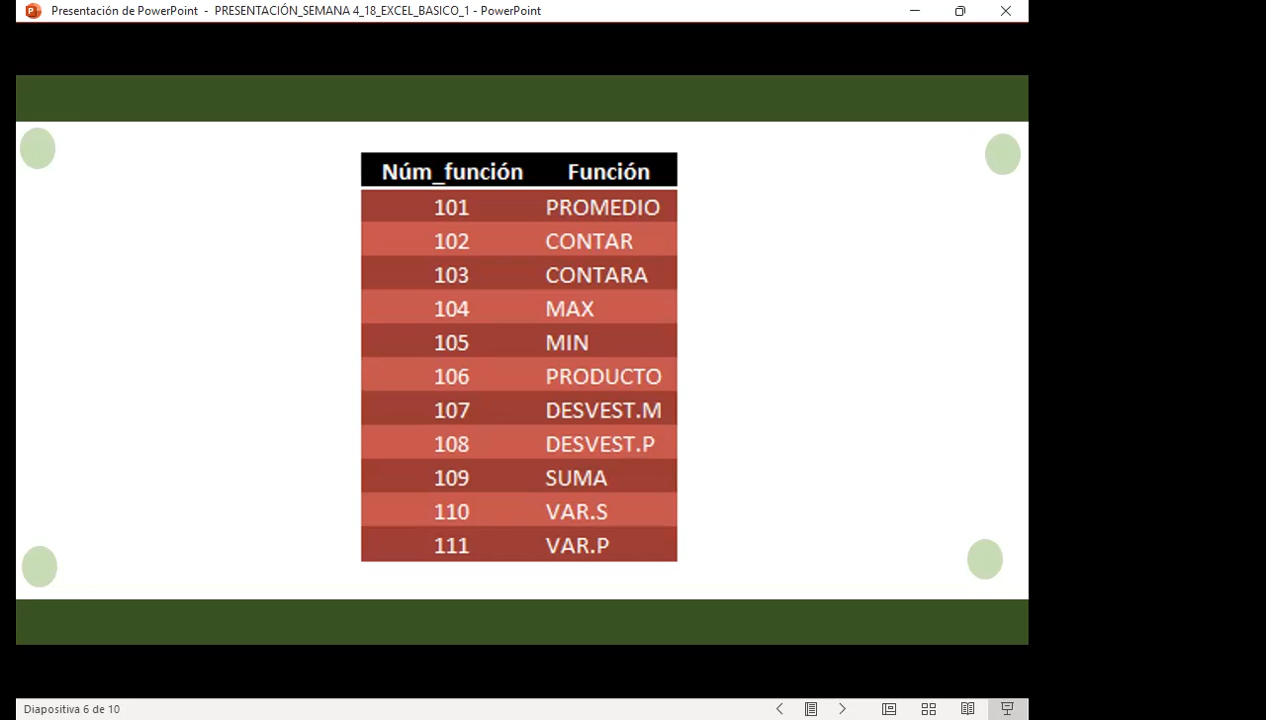 Presentación de PowerPoint - PRESENTACIÓN_SEMANA 4_18_EXCEL_BASICO_1 - PowerPoint
Núm_función Función
101 PROMEDIO
102 CONTAR
103 CONTARA
104 MAX
105 MIN
106 PRODUCTO
107 DESVEST.M
108 DESVEST.P
109 SUMA
110 VAR.S
111 VAR.P
Diapositiva 6 de 10